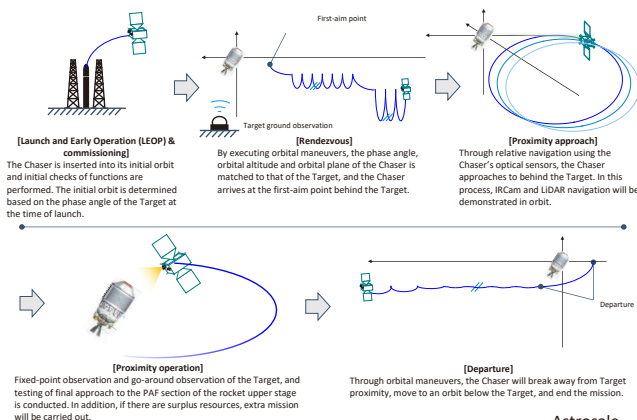 First-aim point
Target ground observation
[Launch and Early Operation (LEOP) &
commissioning]
The Chaser is inserted into its initial orbit
and initial checks of functions are
performed. The initial orbit is determined
based on the phase angle of the Target at
the time of launch.
[Rendezvous]
By executing orbital maneuvers, the phase angle,
orbital altitude and orbital plane of the Chaser is
matched to that of the Target, and the Chaser
arrives at the first-aim point behind the Target.
[Proximity approach]
Through relative navigation using the
Chaser's optical sensors, the Chaser
approaches to behind the Target. In this
process, IRCam and LiDAR navigation will be
demonstrated in orbit.
Departure
[Proximity operation]
Fixed-point observation and go-around observation of the Target, and
testing of final approach to the PAF section of the rocket upper stage
is conducted. In addition, if there are surplus resources, extra mission
will be carried out.
[Departure]
Through orbital maneuvers, the Chaser will break away from Target
proximity, move to an orbit below the Target, and end the mission.